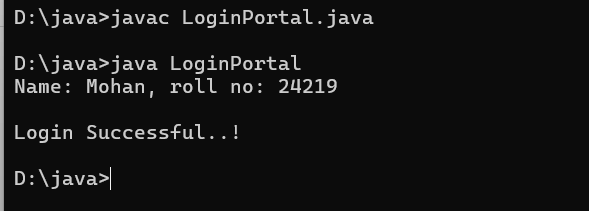 D:\java>javac LoginPortal.java
D:\java>java LoginPortal
Name: Mohan, roll no: 24219
Login Successful..!
D:\java>